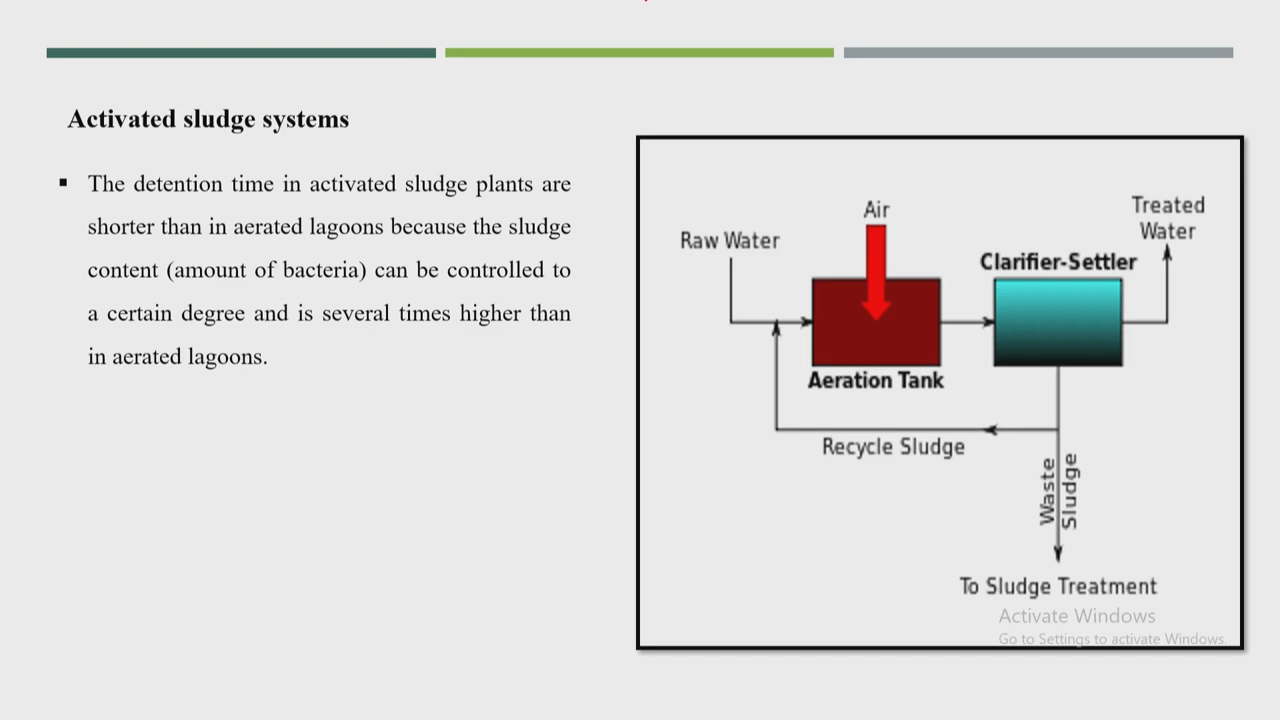 Activated sludge systems
▪ The detention time in activated sludge plants are
shorter than in aerated lagoons because the sludge
content (amount of bacteria) can be controlled to
a certain degree and is several times higher than
in aerated lagoons.
Air
Treated
Water
Raw Water
Clarifier-Settler
Aeration Tank
Recycle Sludge
Waste
Sludge
To Sludge Treatment
Activate Windows
Go to Settings to activate Windows.